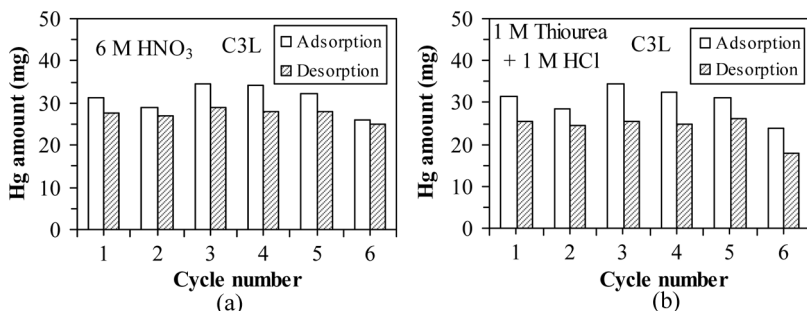 50
40
30
20
10
0
Hg amount (mg)
6 M HNO₃
C3L
Adsorption
Desorption
1 2 3 4 5 6
Cycle number
(a)
50
40
30
20
10
0
Hg amount (mg)
1 M Thiourea
+ 1 M HCl
C3L
Adsorption
Desorption
1 2 3 4 5 6
Cycle number
(b)